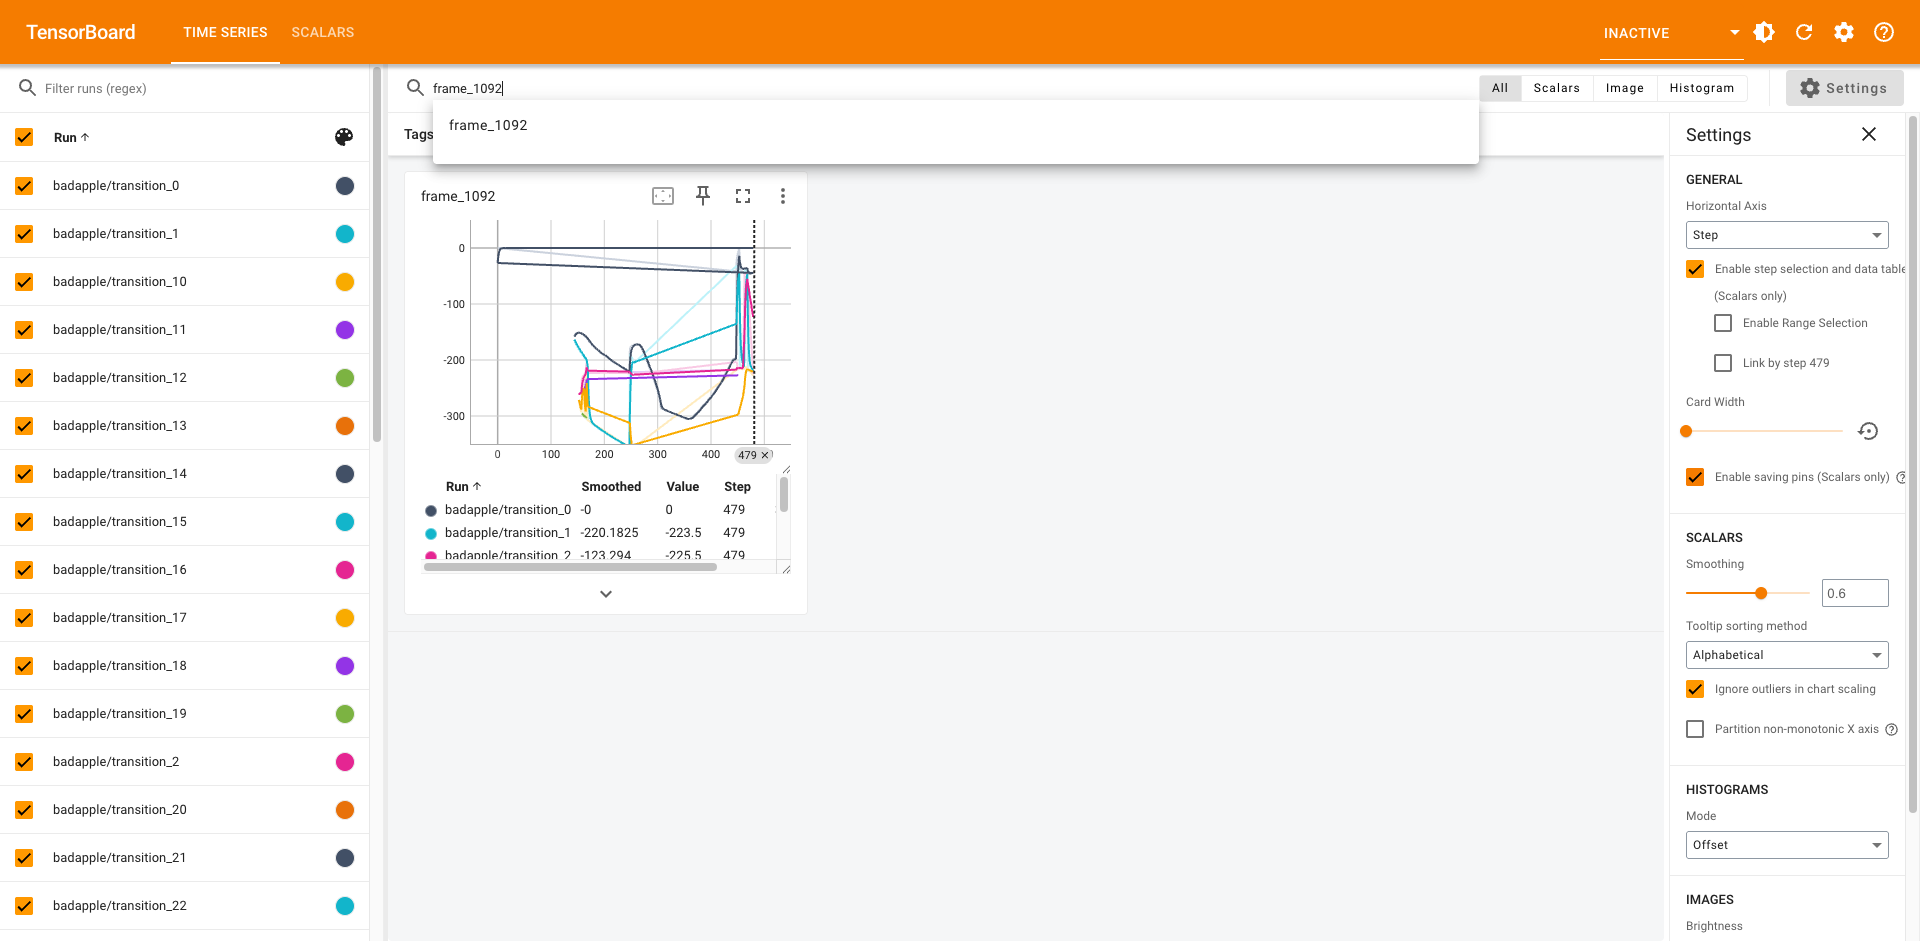 TensorBoard
TIME SERIES
SCALARS
INACTIVE
Filter runs (regex)
frame_1092
All
Scalars
Image
Histogram
Settings
frame_1092
Run
Tags
Settings
badapple/transition_0
badapple/transition_1
badapple/transition_10
badapple/transition_11
badapple/transition_12
badapple/transition_13
badapple/transition_14
badapple/transition_15
badapple/transition_16
badapple/transition_17
badapple/transition_18
badapple/transition_19
badapple/transition_2
badapple/transition_20
badapple/transition_21
badapple/transition_22
frame_1092
0
-100
-200
-300
0 100 200 300 400 479
Run Smoothed Value Step
badapple/transition_0 -0 0 479
badapple/transition_1 -220.1825 -223.5 479
badapple/transition_2 -123.294 -225.5 479
GENERAL
Horizontal Axis
Step
Enable step selection and data table
(Scalars only)
Enable Range Selection
Link by step 479
Card Width
Enable saving pins (Scalars only)
SCALARS
Smoothing
0.6
Tooltip sorting method
Alphabetical
Ignore outliers in chart scaling
Partition non-monotonic X axis
HISTOGRAMS
Mode
Offset
IMAGES
Brightness